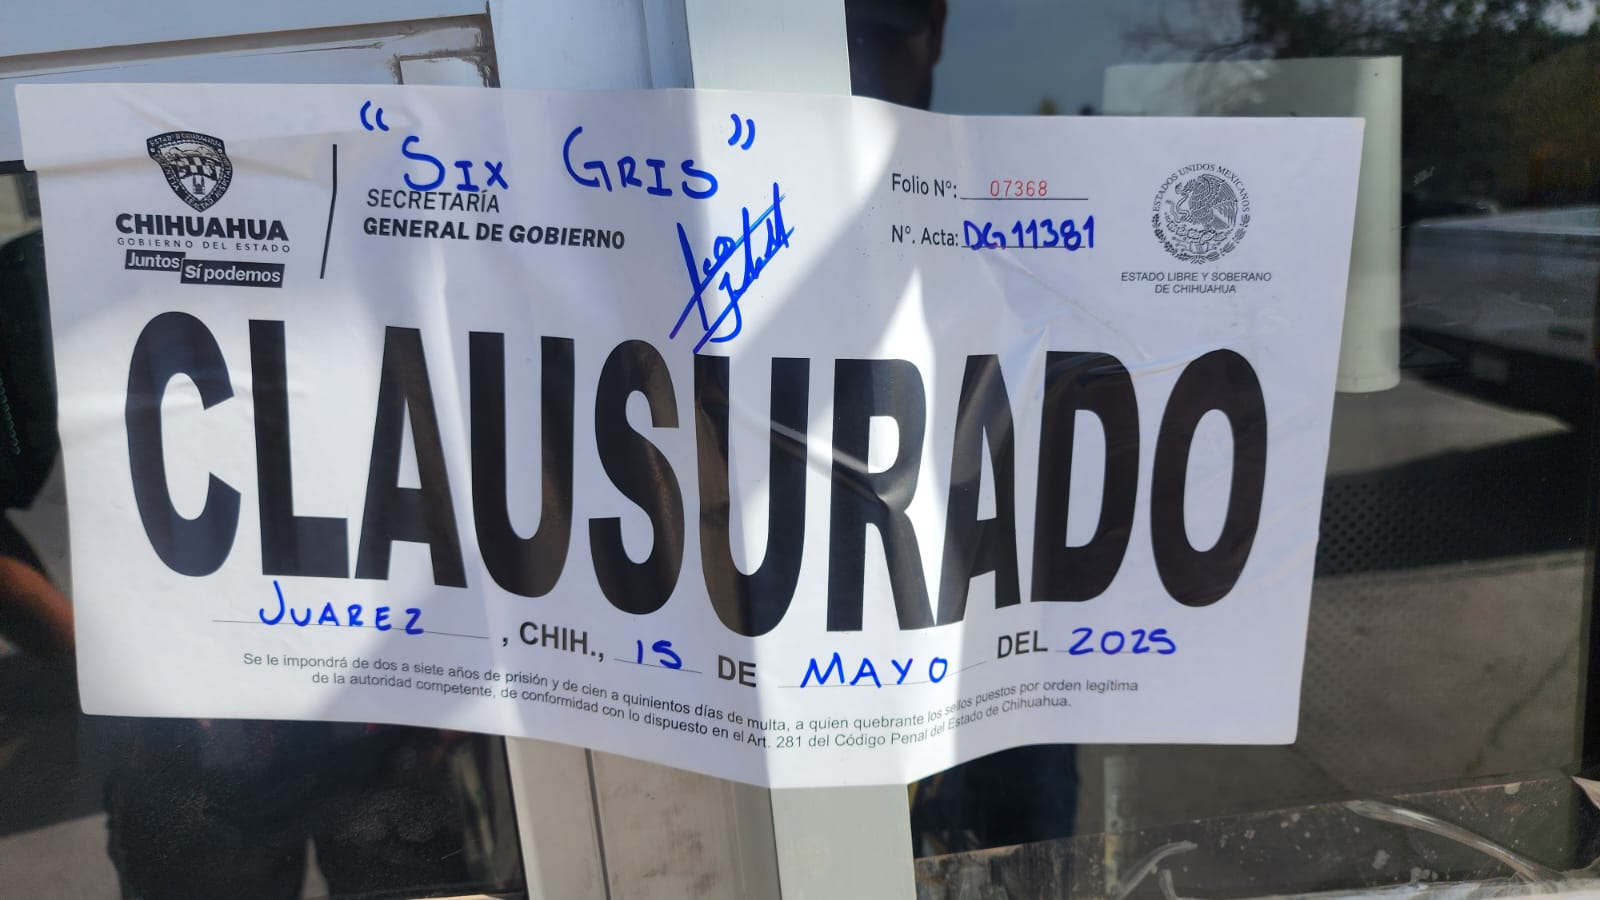 “SIX GRIS”
CHIHUAHUA
GOBIERNO DEL ESTADO
Juntos
Sí podemos
SECRETARÍA
GENERAL DE GOBIERNO
Folio N°: 07368
N°. Acta: DG11381
ESTADOS UNIDOS MEXICANOS
ESTADO LIBRE Y SOBERANO
DE CHIHUAHUA
CLAUSURADO
JUAREZ, CHIH., 15 DE MAYO DEL 2025
Se le impondrá de dos a siete años de prisión y de cien a quinientos días de multa, a quien quebrante los sellos puestos por orden legítima
de la autoridad competente, de conformidad con lo dispuesto en el Art. 281 del Código Penal del Estado de Chihuahua.